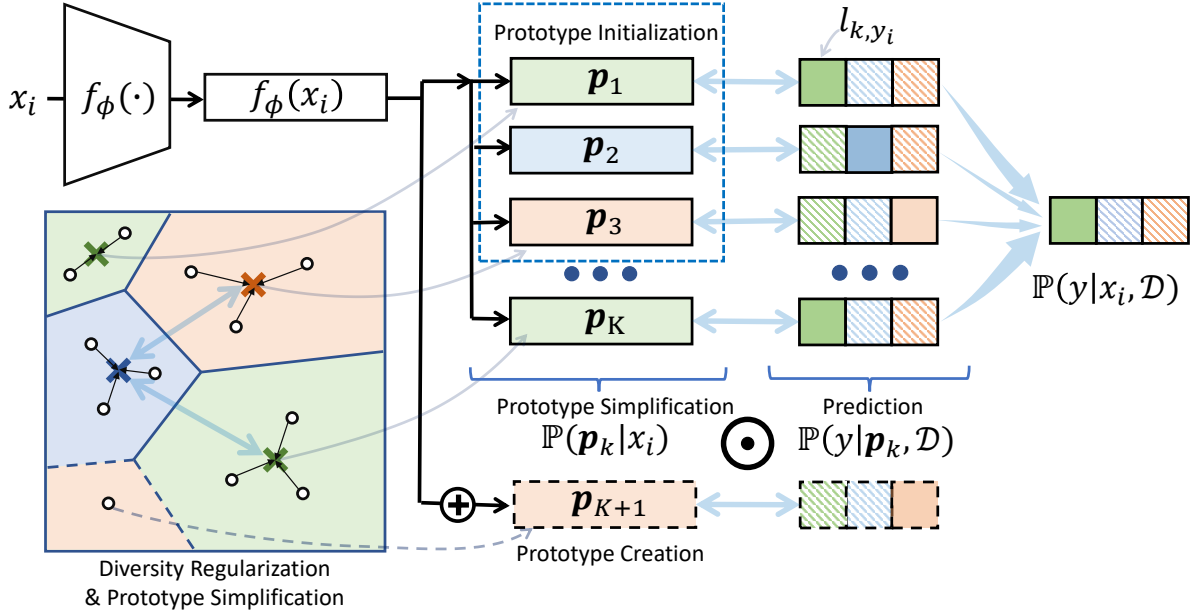 x_i
f_ϕ(·)
f_ϕ(x_i)
Prototype Initialization
p_1
p_2
p_3
p_K
l_{k,y_i}
ℙ(y|x_i, 𝒟)
Prototype Simplification
ℙ(p_k|x_i)
Prediction
ℙ(y|p_k, 𝒟)
p_{K+1}
Prototype Creation
Diversity Regularization
& Prototype Simplification